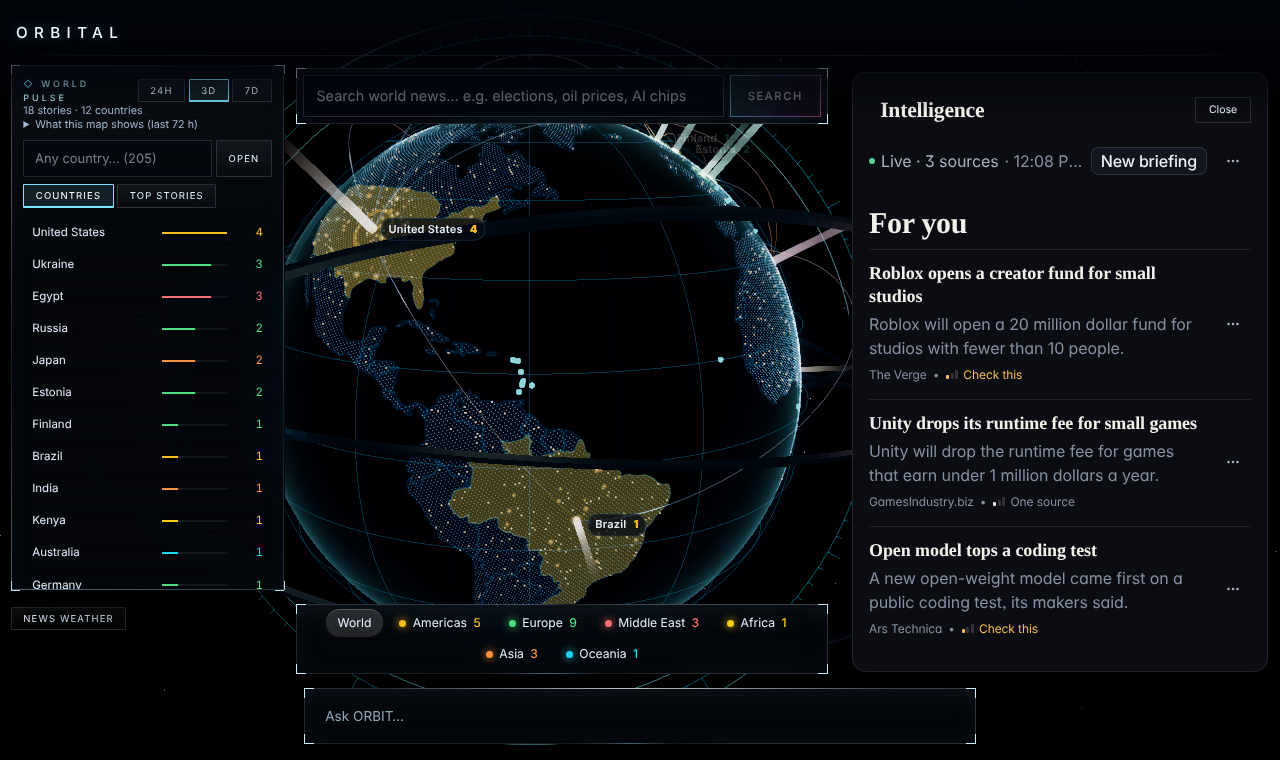 ORBITAL
◇ WORLD PULSE
24H
3D
7D
18 stories · 12 countries
▶ What this map shows (last 72 h)
Any country... (205)
OPEN
COUNTRIES
TOP STORIES
United States 4
Ukraine 3
Egypt 3
Russia 2
Japan 2
Estonia 2
Finland 1
Brazil 1
India 1
Kenya 1
Australia 1
Germany 1
NEWS WEATHER
Search world news... e.g. elections, oil prices, AI chips
SEARCH
Finland
Estonia 2
United States 4
Brazil 1
World
Americas 5
Europe 9
Middle East 3
Africa 1
Asia 3
Oceania 1
Ask ORBIT...
Intelligence
Close
Live · 3 sources · 12:08 P...
New briefing
For you
Roblox opens a creator fund for small
studios
Roblox will open a 20 million dollar fund for
studios with fewer than 10 people.
The Verge • Check this
Unity drops its runtime fee for small games
Unity will drop the runtime fee for games
that earn under 1 million dollars a year.
GamesIndustry.biz • One source
Open model tops a coding test
A new open-weight model came first on a
public coding test, its makers said.
Ars Technica • Check this